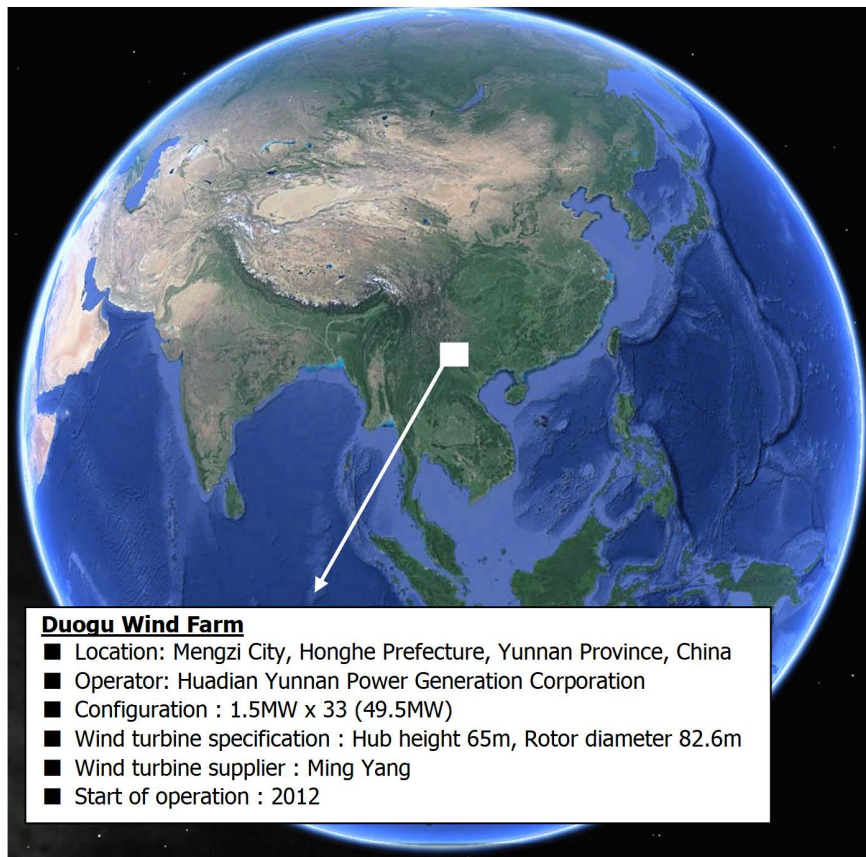 Duogu Wind Farm
■ Location: Mengzi City, Honghe Prefecture, Yunnan Province, China
■ Operator: Huadian Yunnan Power Generation Corporation
■ Configuration : 1.5MW x 33 (49.5MW)
■ Wind turbine specification : Hub height 65m, Rotor diameter 82.6m
■ Wind turbine supplier : Ming Yang
■ Start of operation : 2012